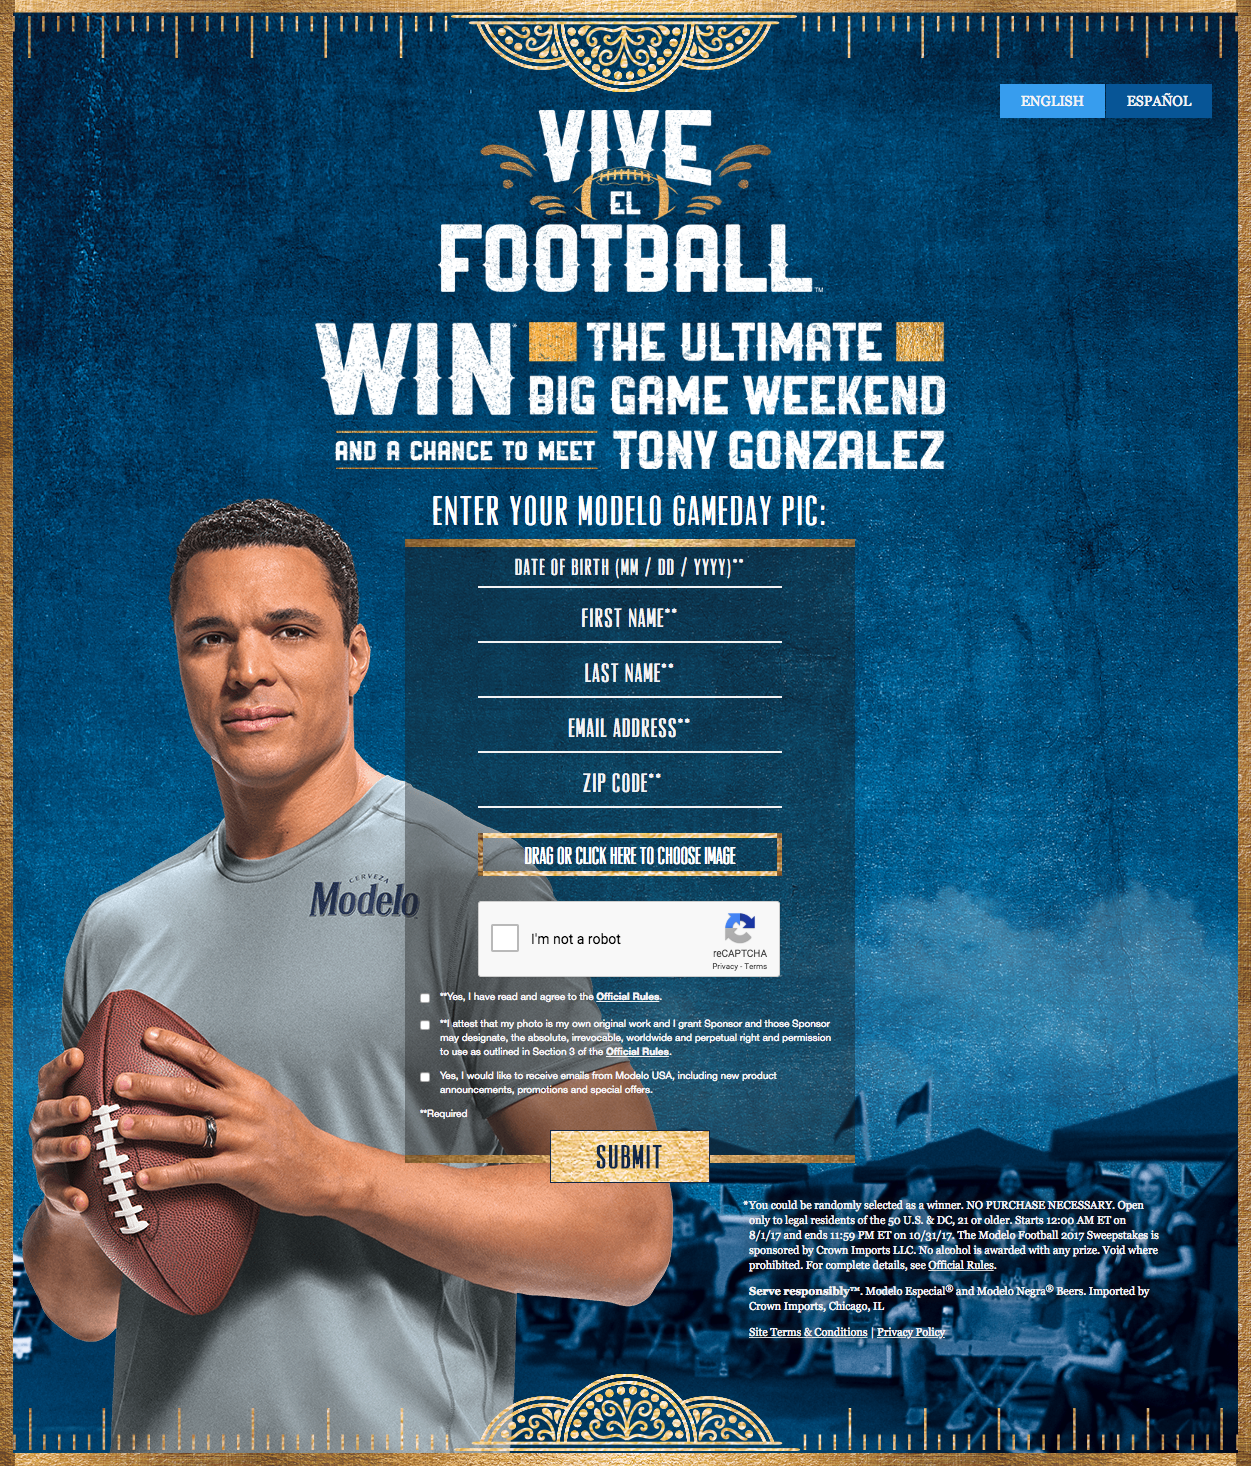 ENGLISH ESPAÑOL
VIVE
EL
FOOTBALL™
WIN* THE ULTIMATE
BIG GAME WEEKEND
AND A CHANCE TO MEET TONY GONZALEZ
ENTER YOUR MODELO GAMEDAY PIC:
DATE OF BIRTH (MM / DD / YYYY)**
FIRST NAME**
LAST NAME**
EMAIL ADDRESS**
ZIP CODE**
DRAG OR CLICK HERE TO CHOOSE IMAGE
CERVEZA
Modelo
I'm not a robot
reCAPTCHA
Privacy - Terms
**Yes, I have read and agree to the Official Rules.
**I attest that my photo is my own original work and I grant Sponsor and those Sponsor
may designate, the absolute, irrevocable, worldwide and perpetual right and permission
to use as outlined in Section 3 of the Official Rules.
Yes, I would like to receive emails from Modelo USA, including new product
announcements, promotions and special offers.
**Required
SUBMIT
*You could be randomly selected as a winner. NO PURCHASE NECESSARY. Open
only to legal residents of the 50 U.S. & DC, 21 or older. Starts 12:00 AM ET on
8/1/17 and ends 11:59 PM ET on 10/31/17. The Modelo Football 2017 Sweepstakes is
sponsored by Crown Imports LLC. No alcohol is awarded with any prize. Void where
prohibited. For complete details, see Official Rules.
Serve responsibly™. Modelo Especial® and Modelo Negra® Beers. Imported by
Crown Imports, Chicago, IL
Site Terms & Conditions | Privacy Policy